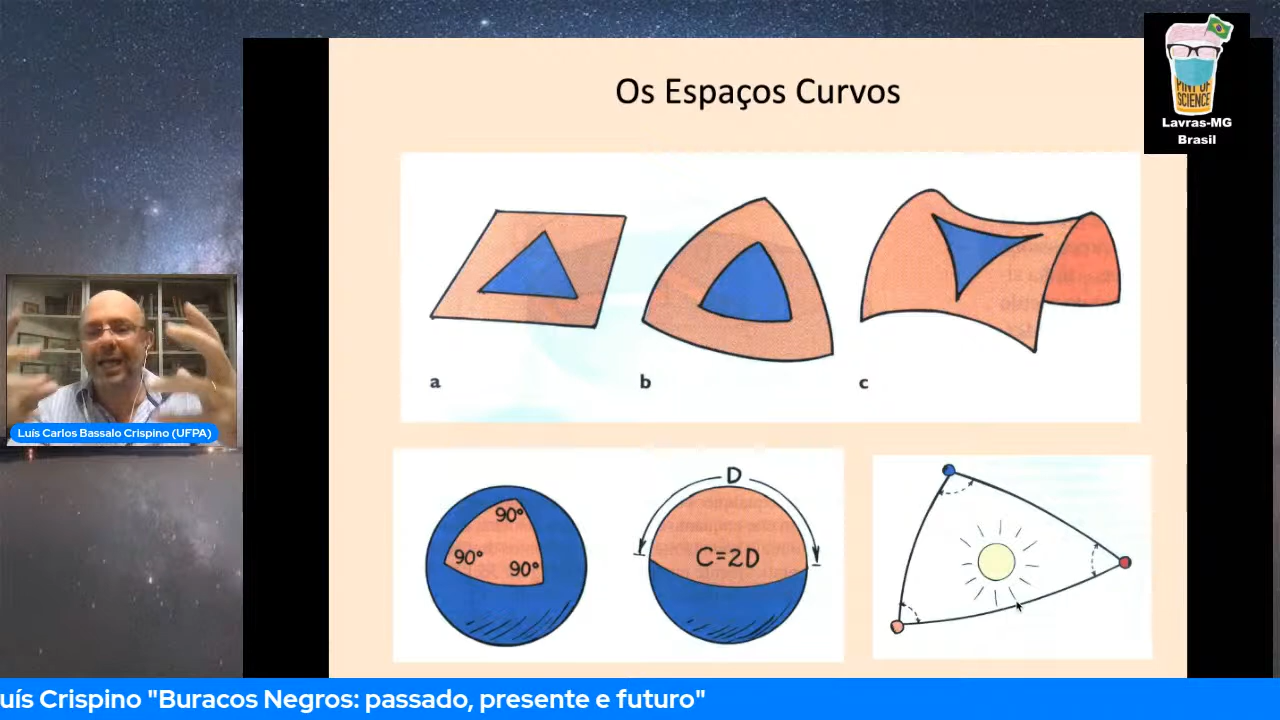 Os Espaços Curvos
PINT OF
SCIENCE
Lavras-MG
Brasil
a
b
c
90°
90°
90°
D
C=2D
Luís Carlos Bassalo Crispino (UFPA)
uís Crispino "Buracos Negros: passado, presente e futuro"